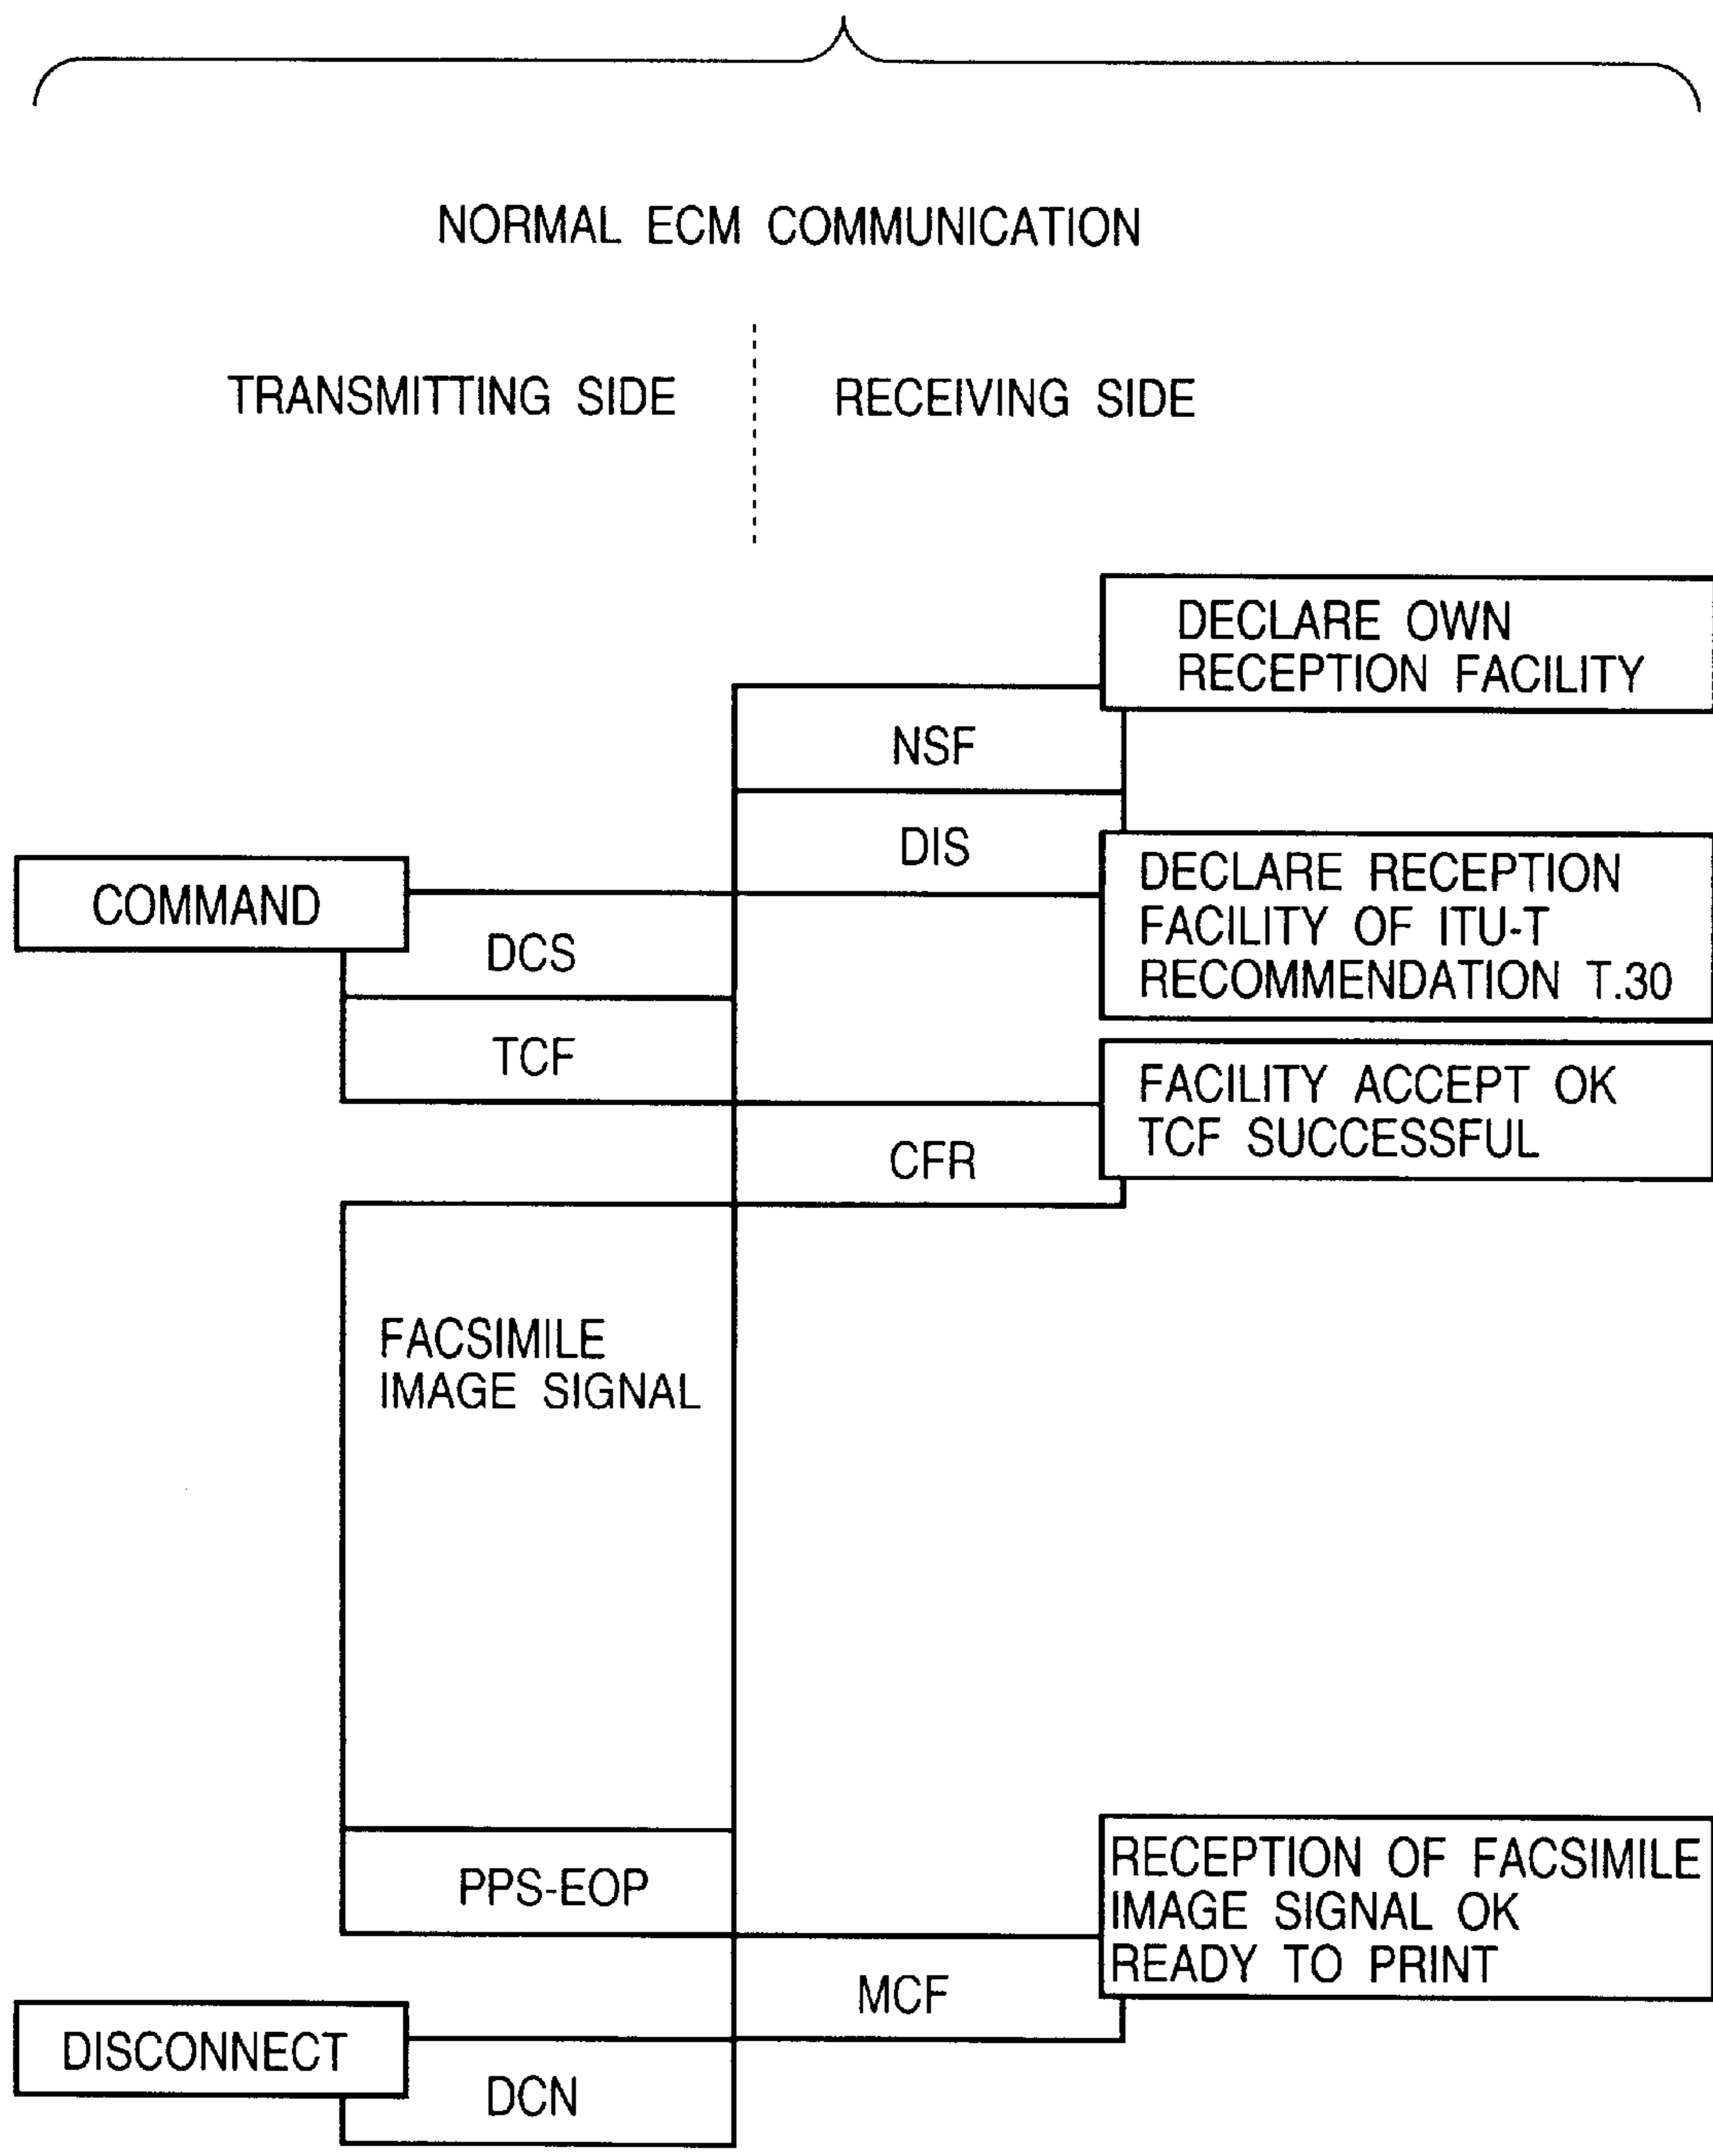 NORMAL ECM COMMUNICATION
TRANSMITTING SIDE
RECEIVING SIDE
DECLARE OWN
RECEPTION FACILITY
NSF
DIS
DECLARE RECEPTION
FACILITY OF ITU-T
RECOMMENDATION T.30
COMMAND
DCS
TCF
FACILITY ACCEPT OK
TCF SUCCESSFUL
CFR
FACSIMILE
IMAGE SIGNAL
PPS-EOP
RECEPTION OF FACSIMILE
IMAGE SIGNAL OK
READY TO PRINT
MCF
DISCONNECT
DCN